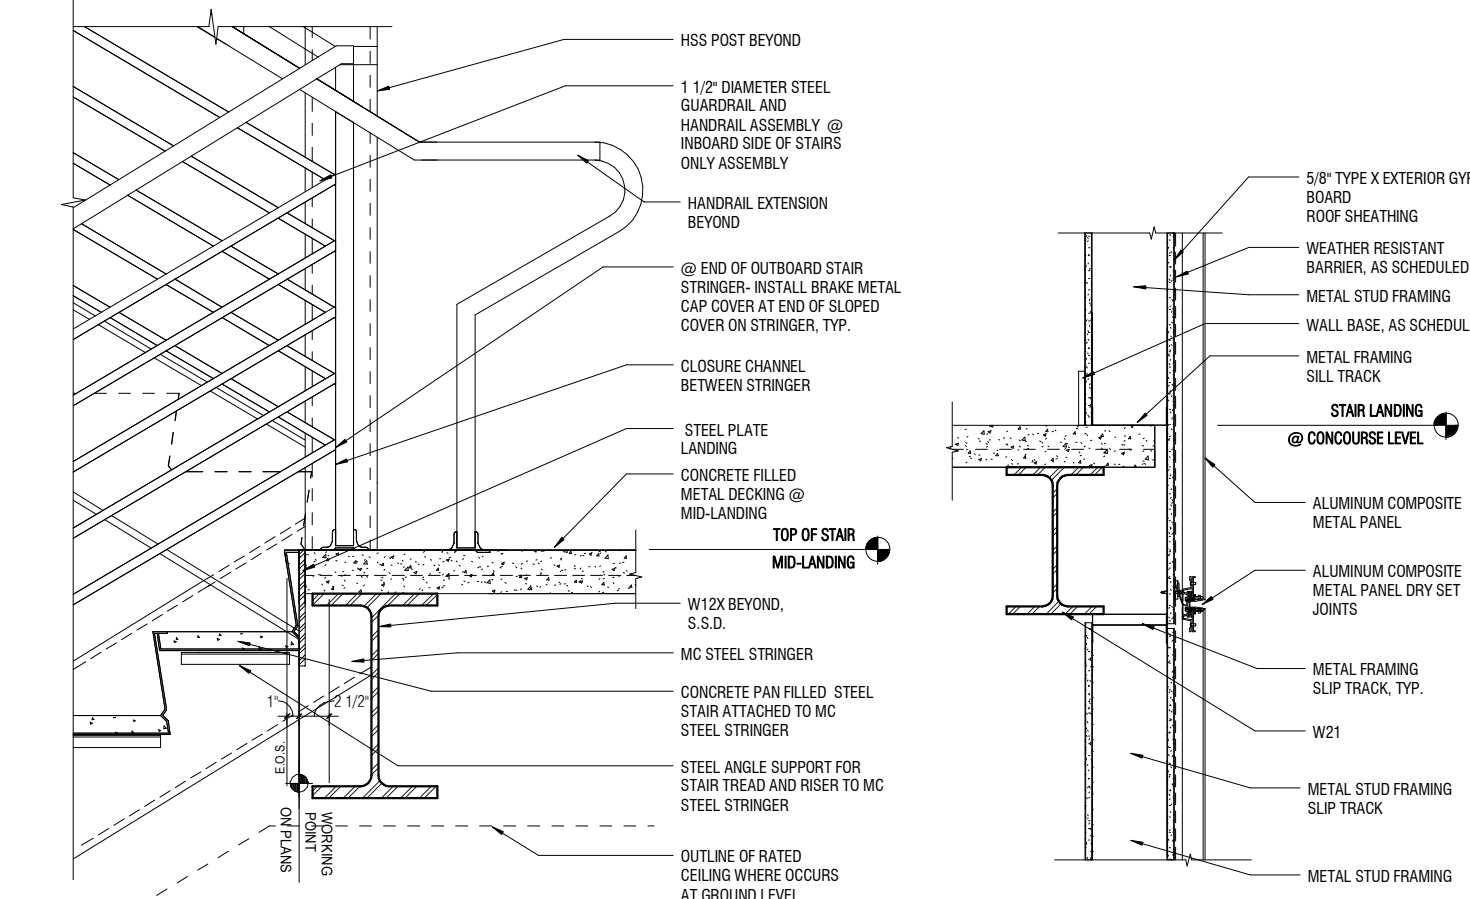 HSS POST BEYOND
1 1/2" DIAMETER STEEL
GUARDRAIL AND
HANDRAIL ASSEMBLY @
INBOARD SIDE OF STAIRS
ONLY ASSEMBLY
HANDRAIL EXTENSION
BEYOND
@ END OF OUTBOARD STAIR
STRINGER- INSTALL BRAKE METAL
CAP COVER AT END OF SLOPED
COVER ON STRINGER, TYP.
CLOSURE CHANNEL
BETWEEN STRINGER
STEEL PLATE
LANDING
CONCRETE FILLED
METAL DECKING @
MID-LANDING
TOP OF STAIR
MID-LANDING
W12X BEYOND,
S.S.D.
MC STEEL STRINGER
CONCRETE PAN FILLED STEEL
STAIR ATTACHED TO MC
STEEL STRINGER
STEEL ANGLE SUPPORT FOR
STAIR TREAD AND RISER TO MC
STEEL STRINGER
OUTLINE OF RATED
CEILING WHERE OCCURS
AT GROUND LEVEL
1"
2 1/2"
E.O.S.
WORKING
POINT
ON PLANS
5/8" TYPE X EXTERIOR GYP
BOARD
ROOF SHEATHING
WEATHER RESISTANT
BARRIER, AS SCHEDULED
METAL STUD FRAMING
WALL BASE, AS SCHEDUL
METAL FRAMING
SILL TRACK
STAIR LANDING
@ CONCOURSE LEVEL
ALUMINUM COMPOSITE
METAL PANEL
ALUMINUM COMPOSITE
METAL PANEL DRY SET
JOINTS
METAL FRAMING
SLIP TRACK, TYP.
W21
METAL STUD FRAMING
SLIP TRACK
METAL STUD FRAMING